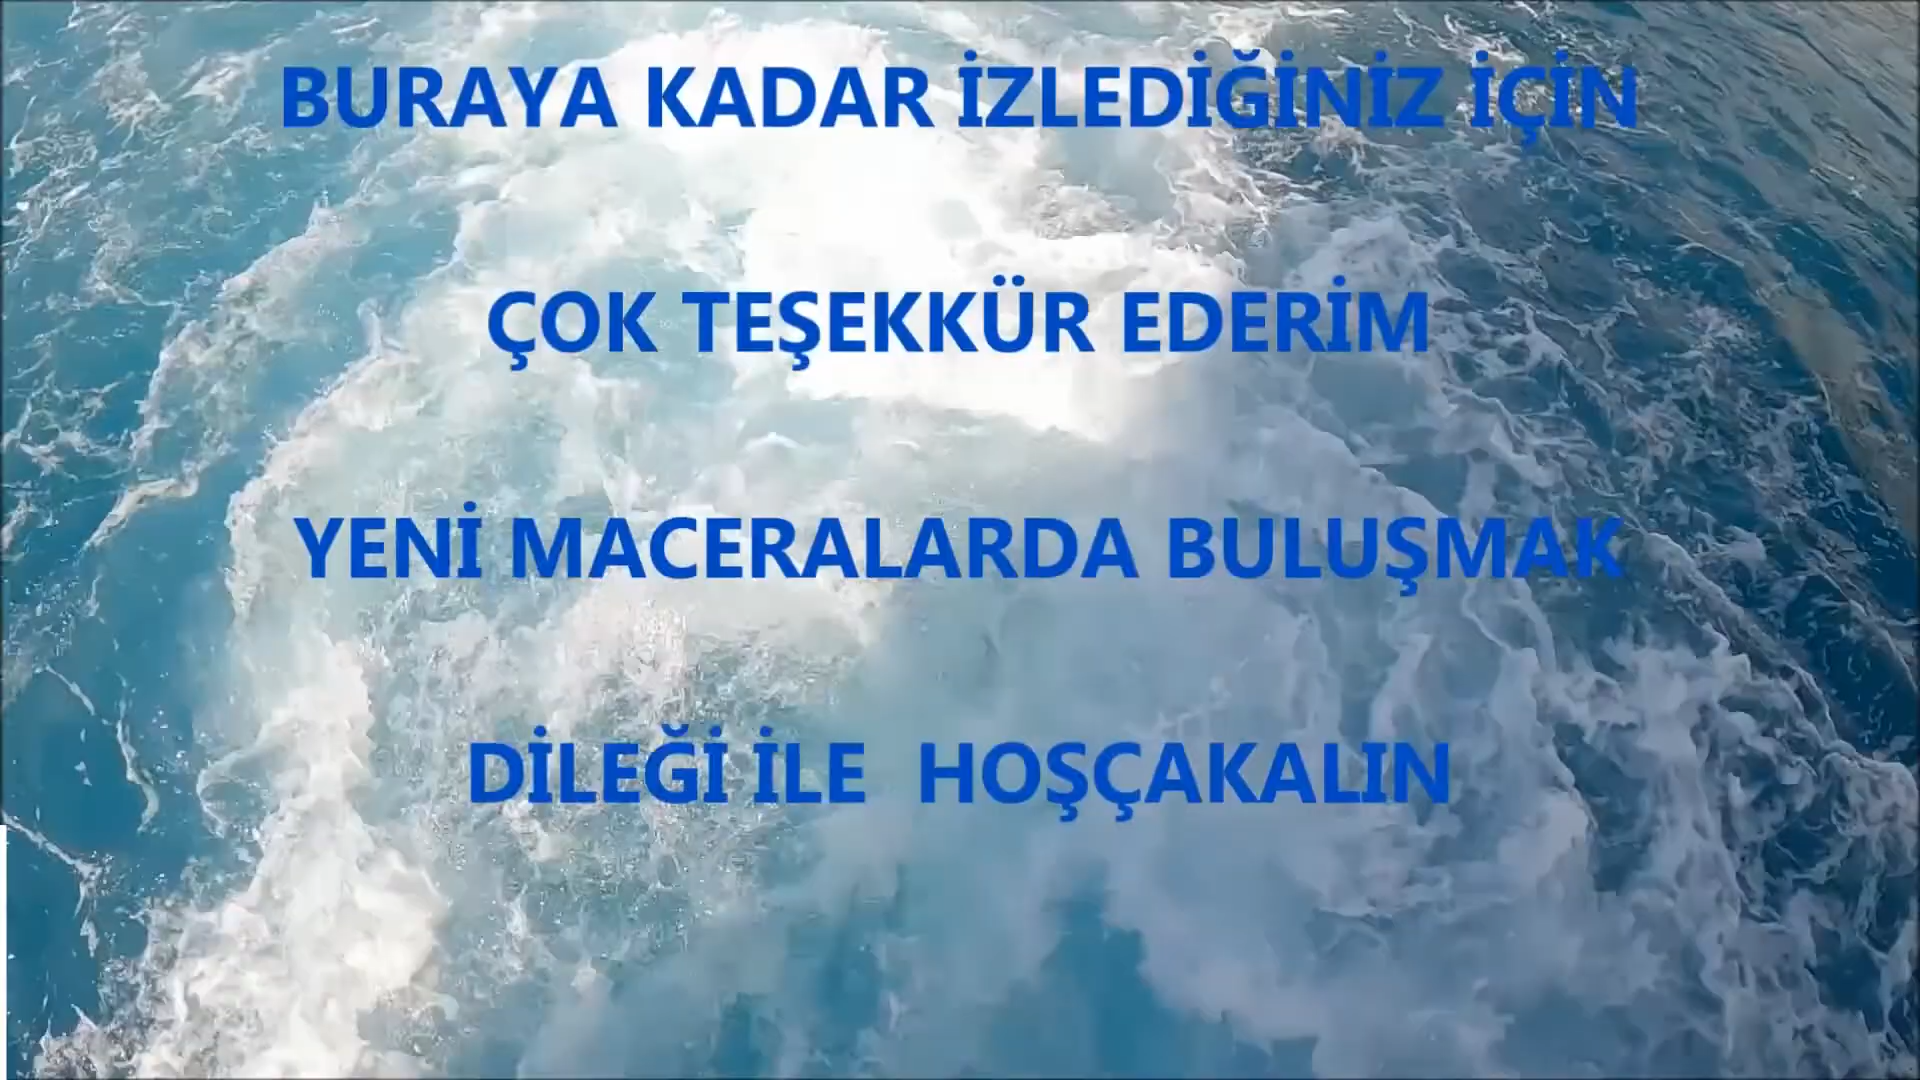 BURAYA KADAR İZLEDİĞİNİZ İÇİN
ÇOK TEŞEKKÜR EDERİM
YENİ MACERALARDA BULUŞMAK
DİLEĞİ İLE  HOŞÇAKALIN